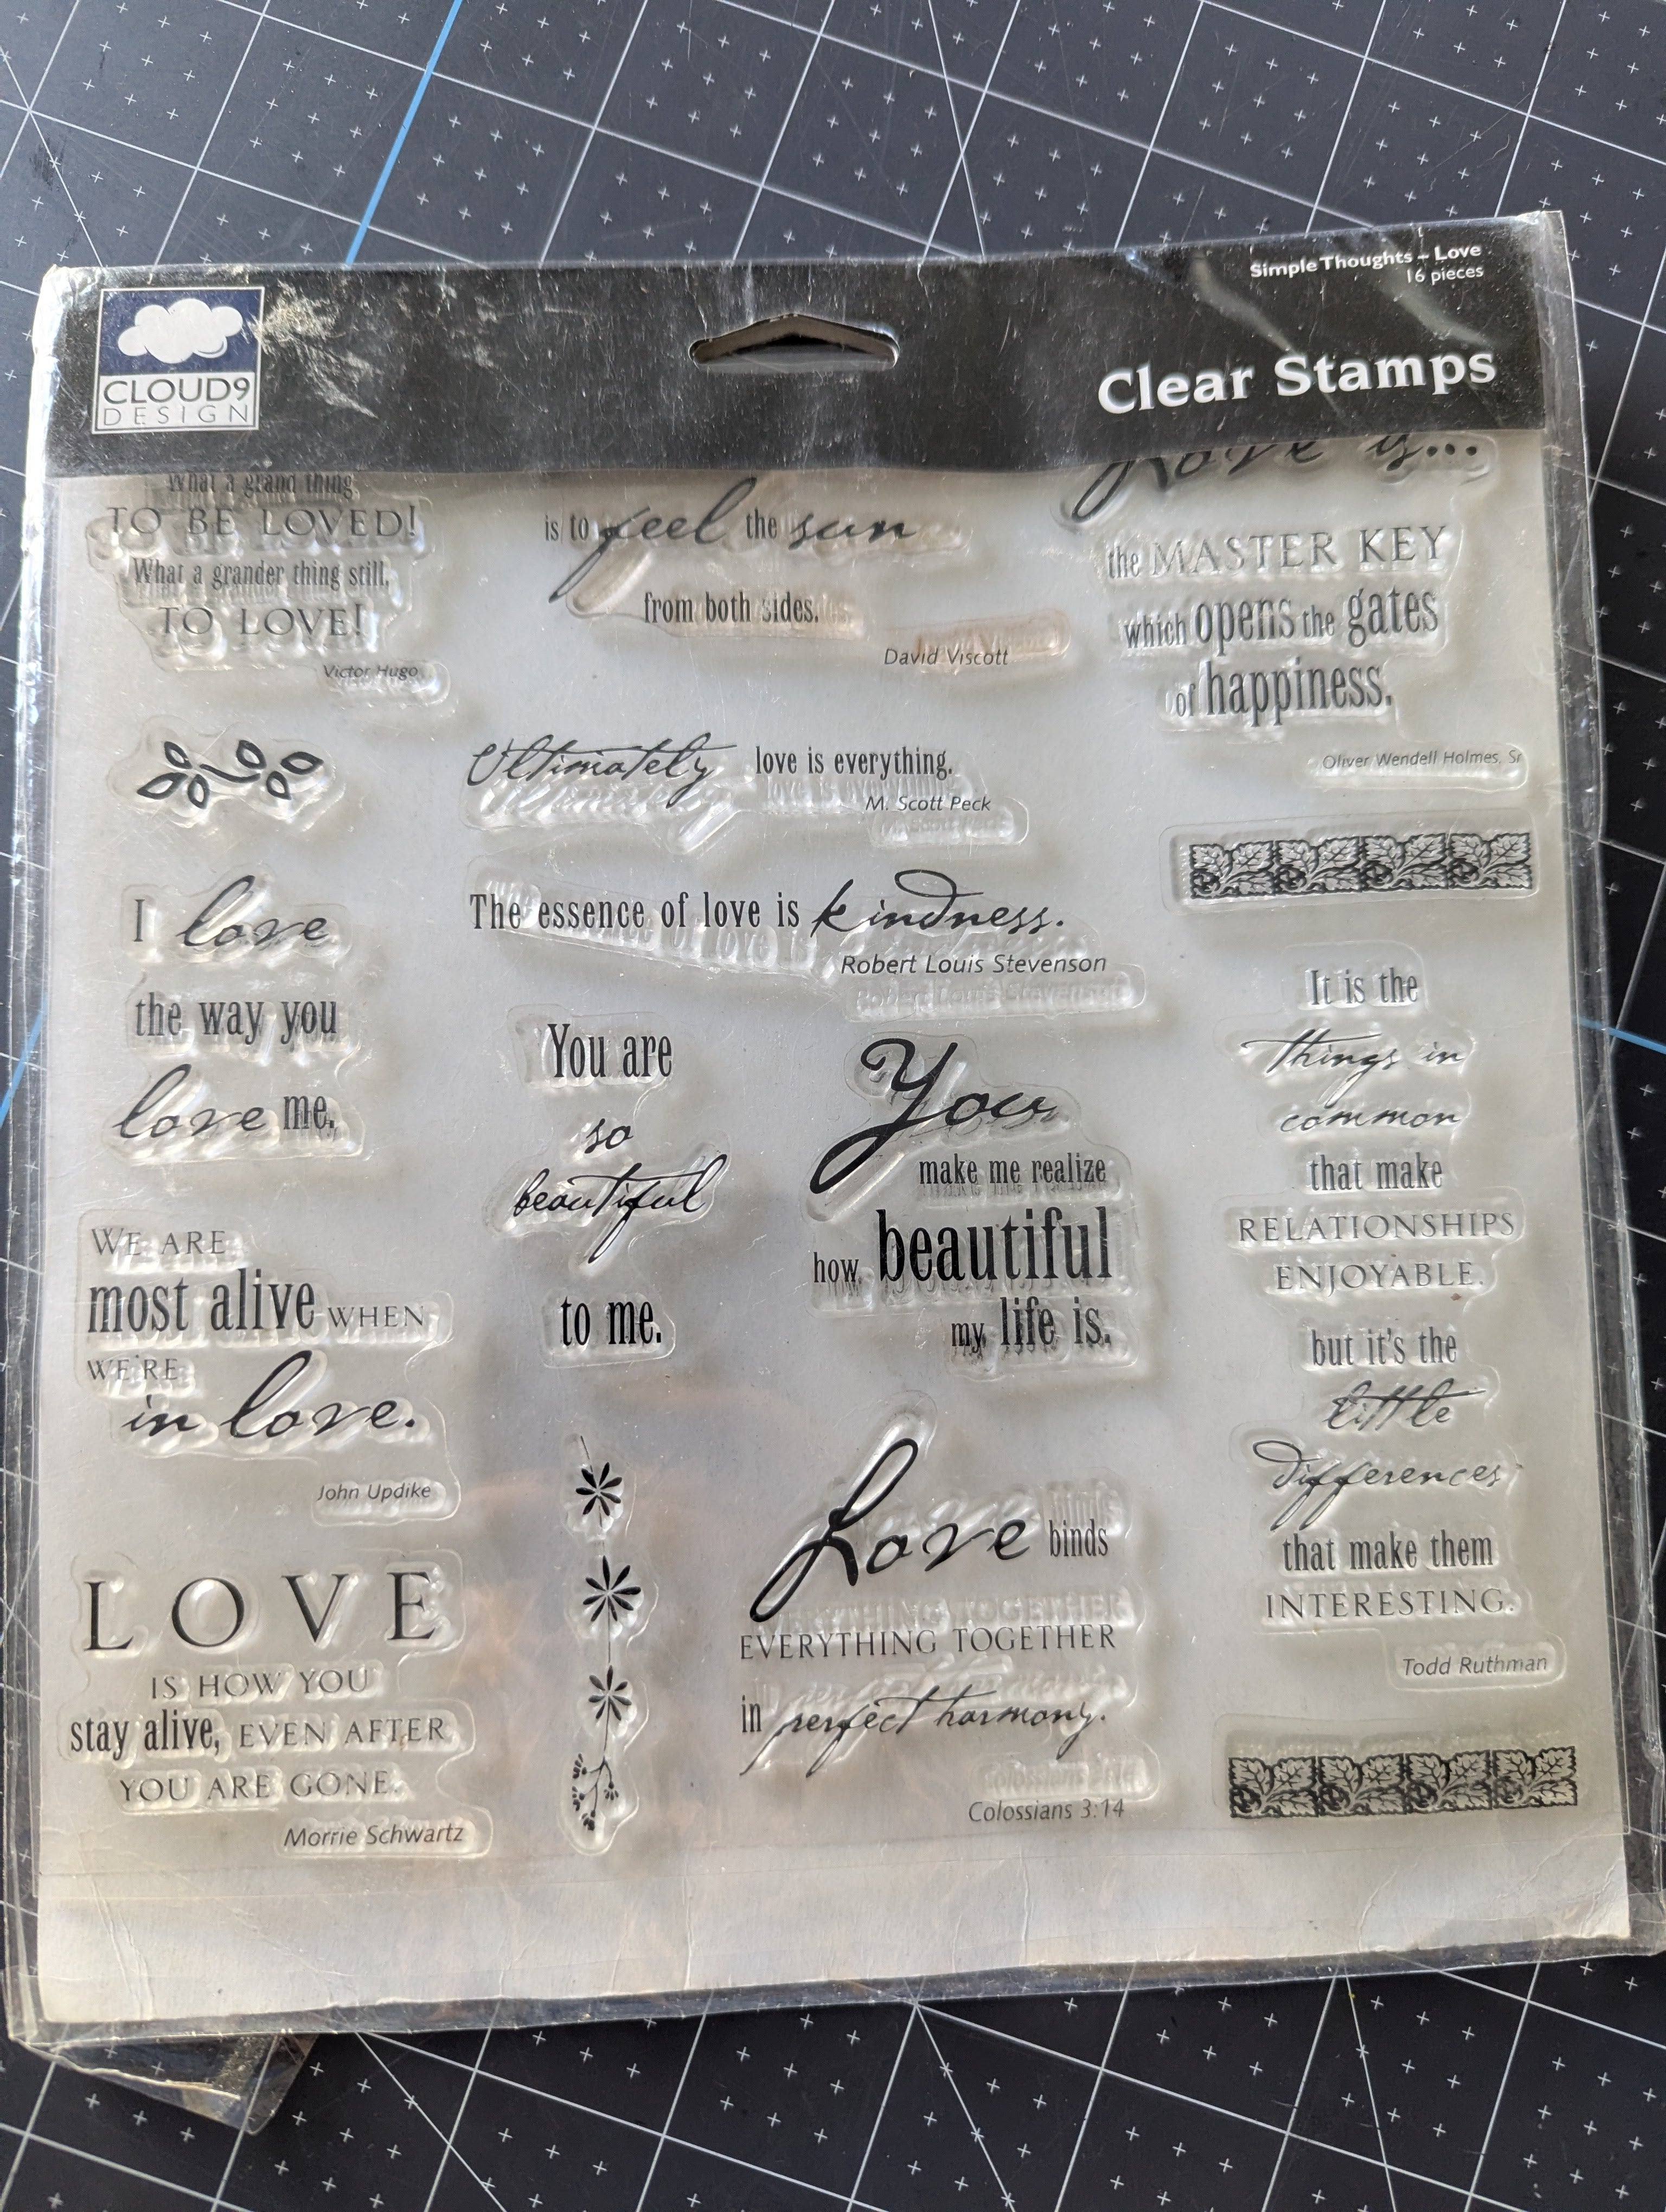 Simple Thoughts – Love
16 pieces
CLOUD9
DESIGN
Clear Stamps
What a grand thing
TO BE LOVED!
What a grander thing still,
TO LOVE!
Victor Hugo
is to feel the sun
from both sides.
David Viscott
Love is...
the MASTER KEY
which opens the gates
of happiness.
Oliver Wendell Holmes, Sr
Ultimately love is everything.
M. Scott Peck
The essence of love is kindness.
Robert Louis Stevenson
I love
the way you
love me.
You are
so
beautiful
to me.
You
make me realize
how beautiful
my life is.
It is the
things in
common
that make
RELATIONSHIPS
ENJOYABLE.
but it's the
little
differences
that make them
INTERESTING.
Todd Ruthman
WE ARE
most alive WHEN
WE'RE
in love.
John Updike
LOVE
IS HOW YOU
stay alive, EVEN AFTER
YOU ARE GONE.
Morrie Schwartz
Love binds
EVERYTHING TOGETHER
in perfect harmony.
Colossians 3:14